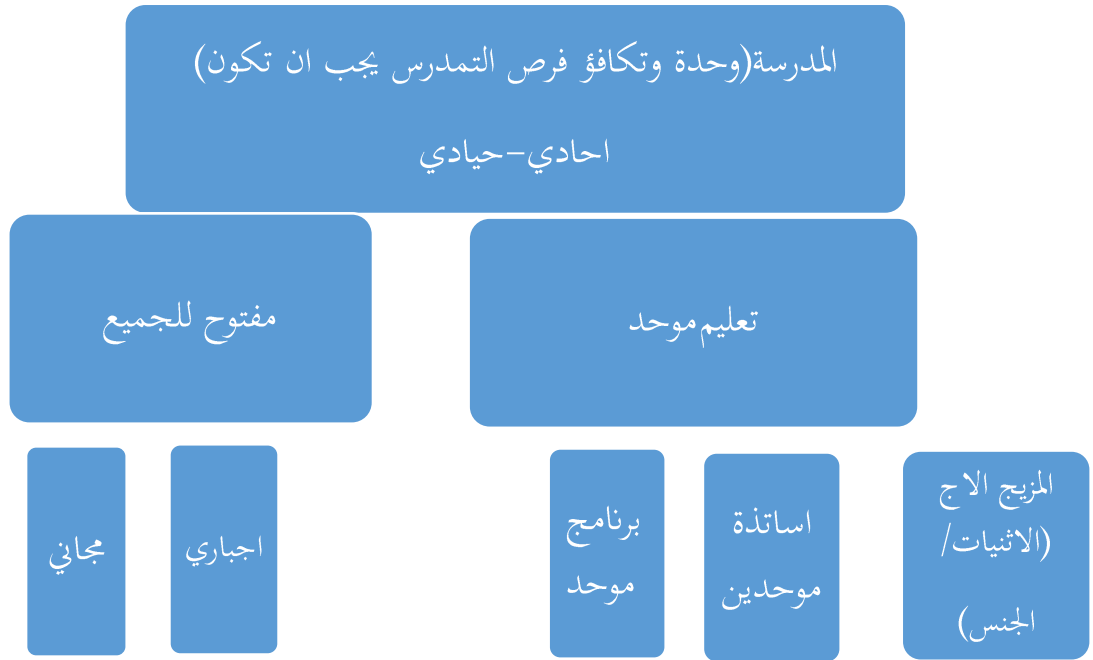 المدرسة(وحدة وتكافؤ فرص التمدرس يجب ان تكون)
احادي-حيادي
تعليم موحد
مفتوح للجميع
المزيج الاج
(الاثنيات/
الجنس)
اساتذة
موحدين
برنامج
موحد
اجباري
مجاني